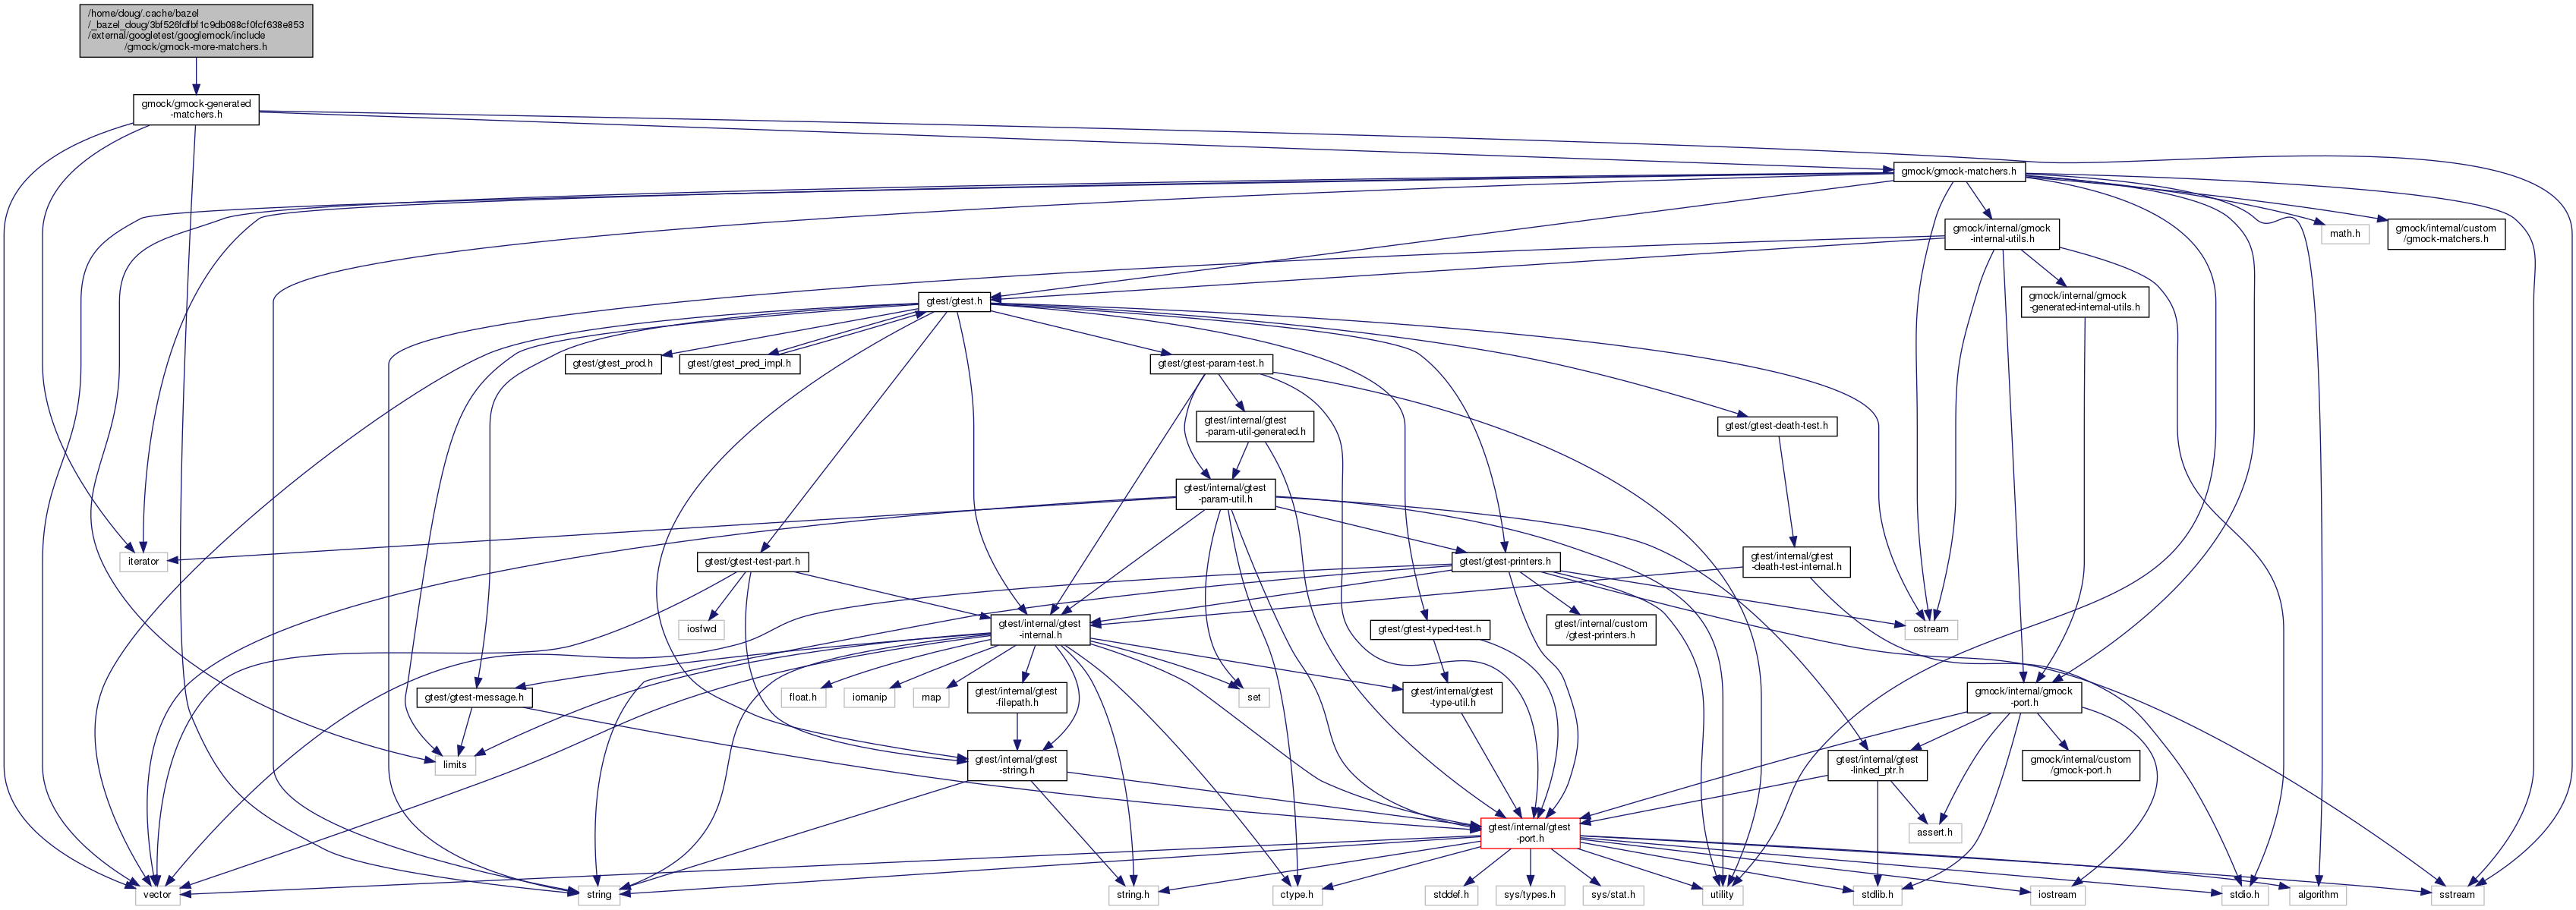 /home/doug/.cache/bazel
/_bazel_doug/3bf526fdfbf1c9db088cf0fcf638e853
/external/googletest/googlemock/include
/gmock/gmock-more-matchers.h
gmock/gmock-generated
-matchers.h
gmock/gmock-matchers.h
gmock/internal/gmock
-internal-utils.h
math.h
gmock/internal/custom
/gmock-matchers.h
gtest/gtest.h
gmock/internal/gmock
-generated-internal-utils.h
gtest/gtest_prod.h
gtest/gtest_pred_impl.h
gtest/gtest-param-test.h
gtest/internal/gtest
-param-util-generated.h
gtest/gtest-death-test.h
gtest/internal/gtest
-param-util.h
iterator
gtest/gtest-test-part.h
gtest/gtest-printers.h
gtest/internal/gtest
-death-test-internal.h
iosfwd
gtest/internal/gtest
-internal.h
gtest/gtest-typed-test.h
gtest/internal/custom
/gtest-printers.h
ostream
gtest/gtest-message.h
float.h
iomanip
map
gtest/internal/gtest
-filepath.h
set
gtest/internal/gtest
-type-util.h
gmock/internal/gmock
-port.h
limits
gtest/internal/gtest
-string.h
gtest/internal/gtest
-linked_ptr.h
gmock/internal/custom
/gmock-port.h
gtest/internal/gtest
-port.h
assert.h
vector
string
string.h
ctype.h
stddef.h
sys/types.h
sys/stat.h
utility
stdlib.h
iostream
stdio.h
algorithm
sstream